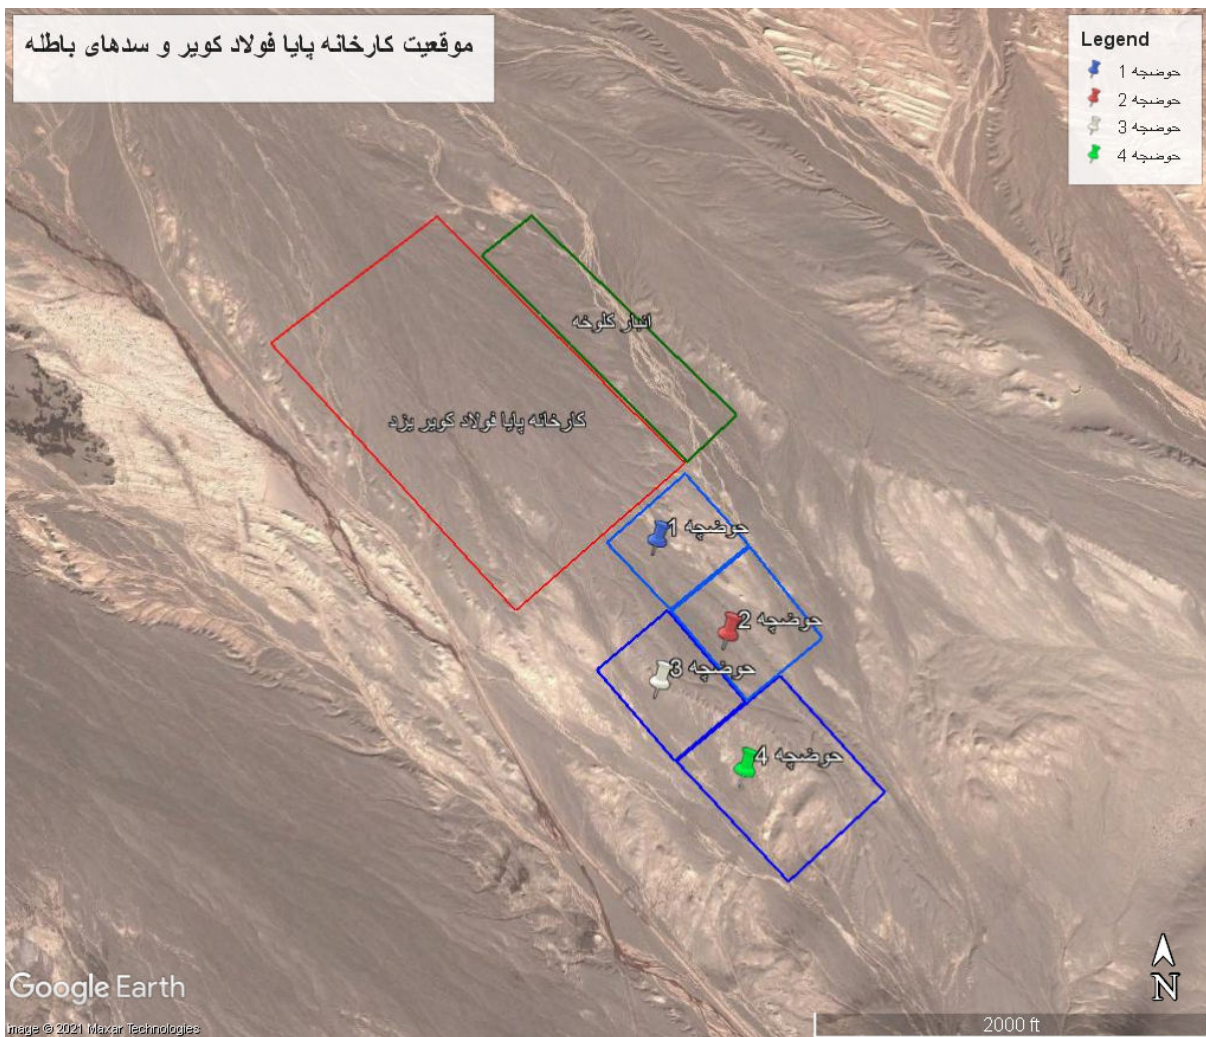 موقعیت کارخانه پایا فولاد کویر و سدهای باطله
Legend
حوضچه 1
حوضچه 2
حوضچه 3
حوضچه 4
انبار کلوخه
کارخانه پایا فولاد کویر یزد
حوضچه 1
حوضچه 2
حوضچه 3
حوضچه 4
N
Google Earth
Image © 2021 Maxar Technologies
2000 ft